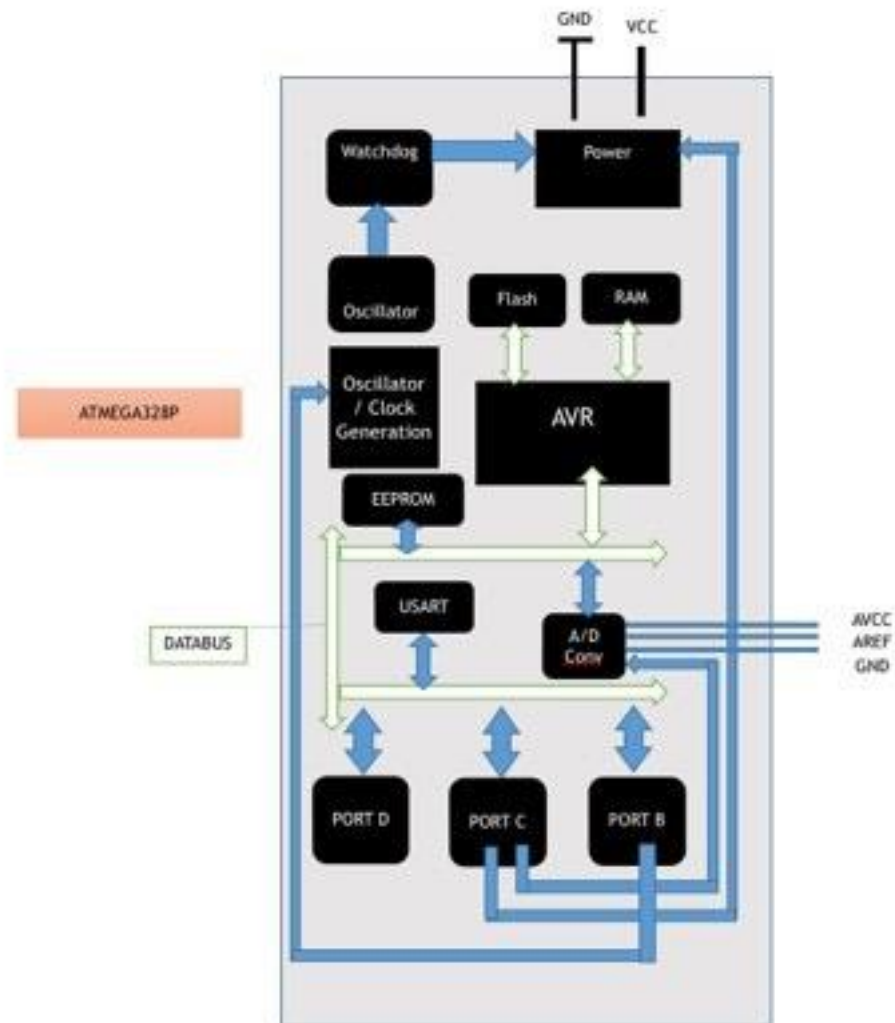 GND
VCC
Watchdog
Power
Oscillator
Flash
RAM
Oscillator
/ Clock
Generation
AVR
ATMEGA328P
EEPROM
USART
A/D
Conv
AVCC
AREF
GND
DATABUS
PORT D
PORT C
PORT B